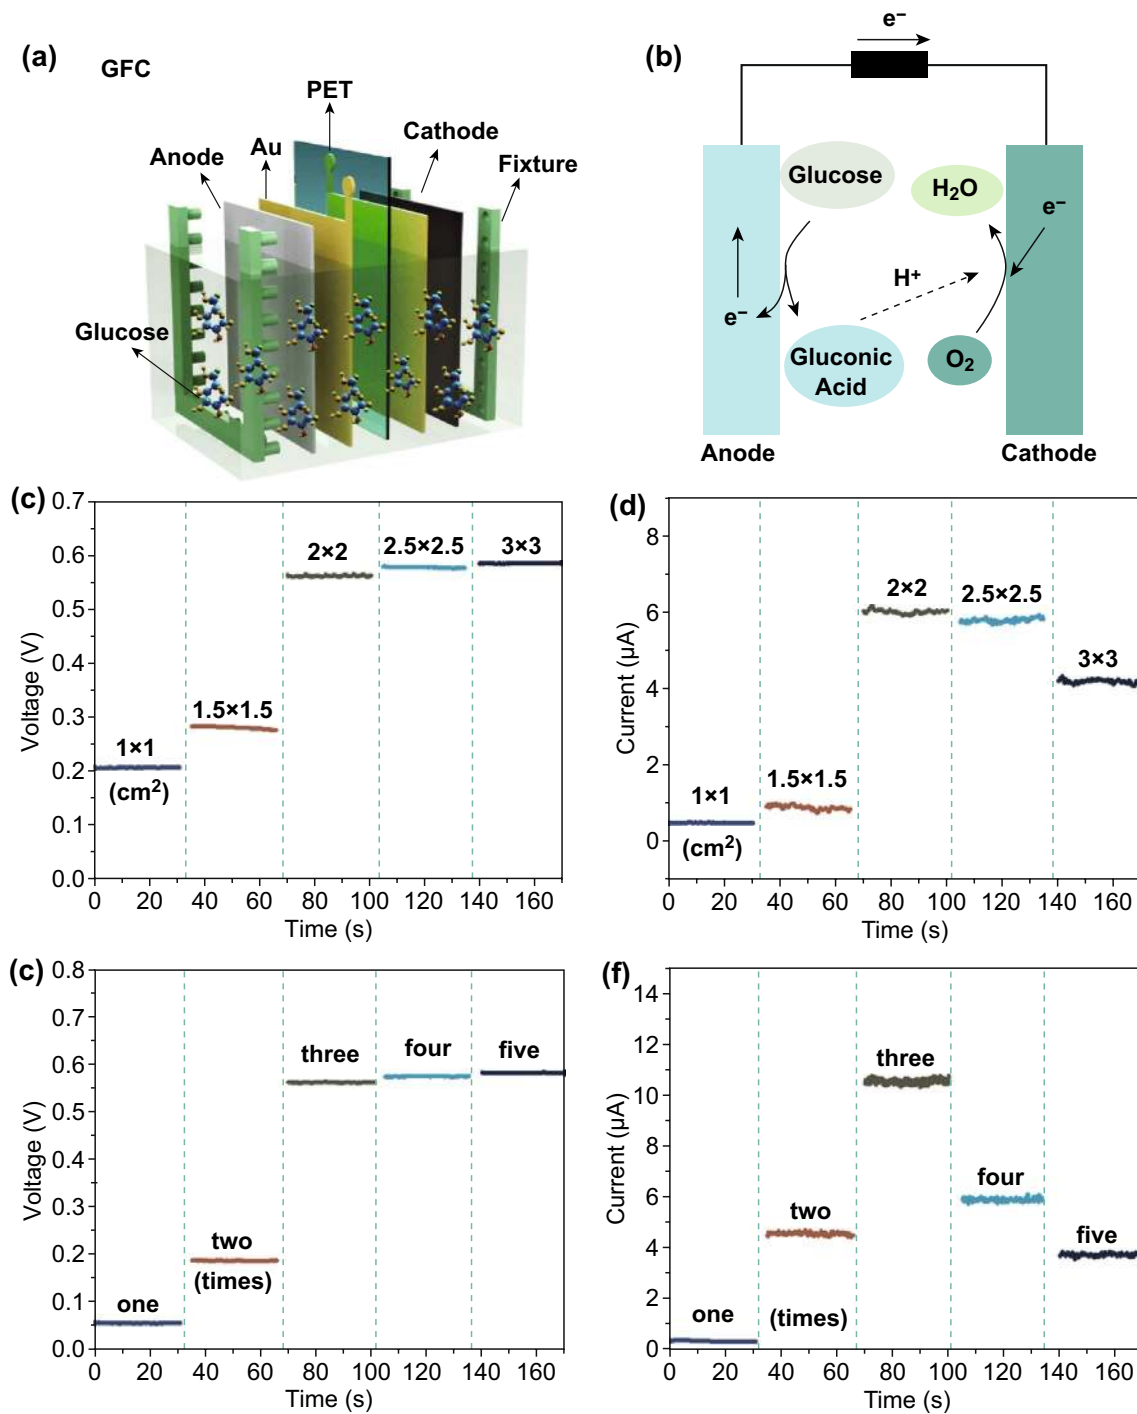 (a)
GFC
PET
Cathode
Au
Anode
Fixture
Glucose
(b)
e⁻
Glucose
H₂O
e⁻
H⁺
e⁻
Gluconic
Acid
O₂
Anode
Cathode
(c)
0.7
0.6
0.5
0.4
0.3
0.2
0.1
0.0
Voltage (V)
1×1
(cm²)
1.5×1.5
2×2
2.5×2.5
3×3
0 20 40 60 80 100 120 140 160
Time (s)
(d)
8
6
4
2
0
Current (μA)
1×1
(cm²)
1.5×1.5
2×2
2.5×2.5
3×3
0 20 40 60 80 100 120 140 160
Time (s)
(c)
0.8
0.7
0.6
0.5
0.4
0.3
0.2
0.1
0.0
Voltage (V)
one
two
(times)
three
four
five
0 20 40 60 80 100 120 140 160
Time (s)
(f)
14
12
10
8
6
4
2
0
Current (μA)
one
two
(times)
three
four
five
0 20 40 60 80 100 120 140 160
Time (s)